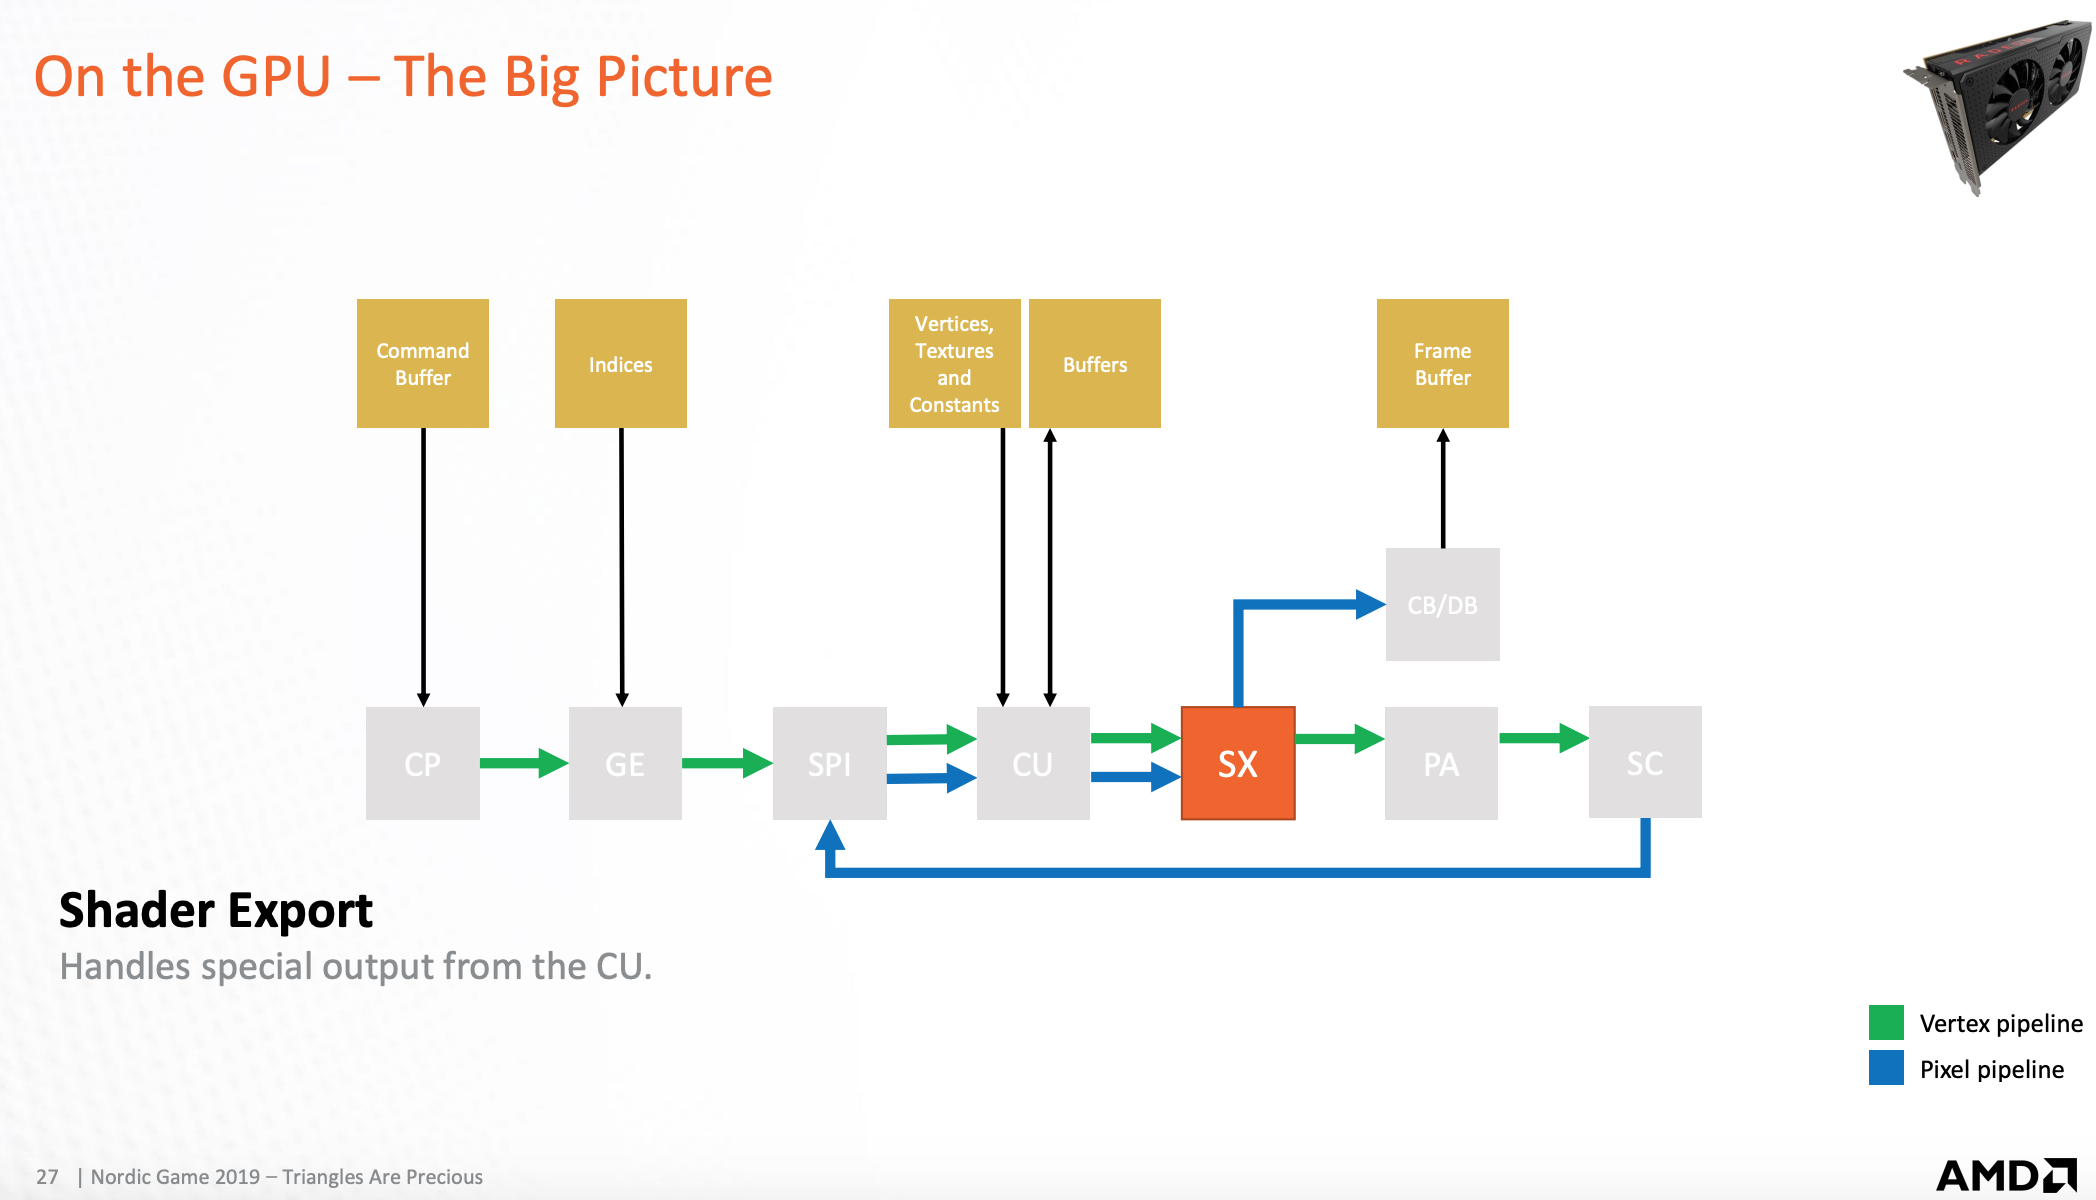 On the GPU – The Big Picture
RADEON
Command
Buffer
Indices
Vertices,
Textures
and
Constants
Buffers
Frame
Buffer
CB/DB
CP
GE
SPI
CU
SX
PA
SC
Shader Export
Handles special output from the CU.
Vertex pipeline
Pixel pipeline
27 | Nordic Game 2019 – Triangles Are Precious
AMD